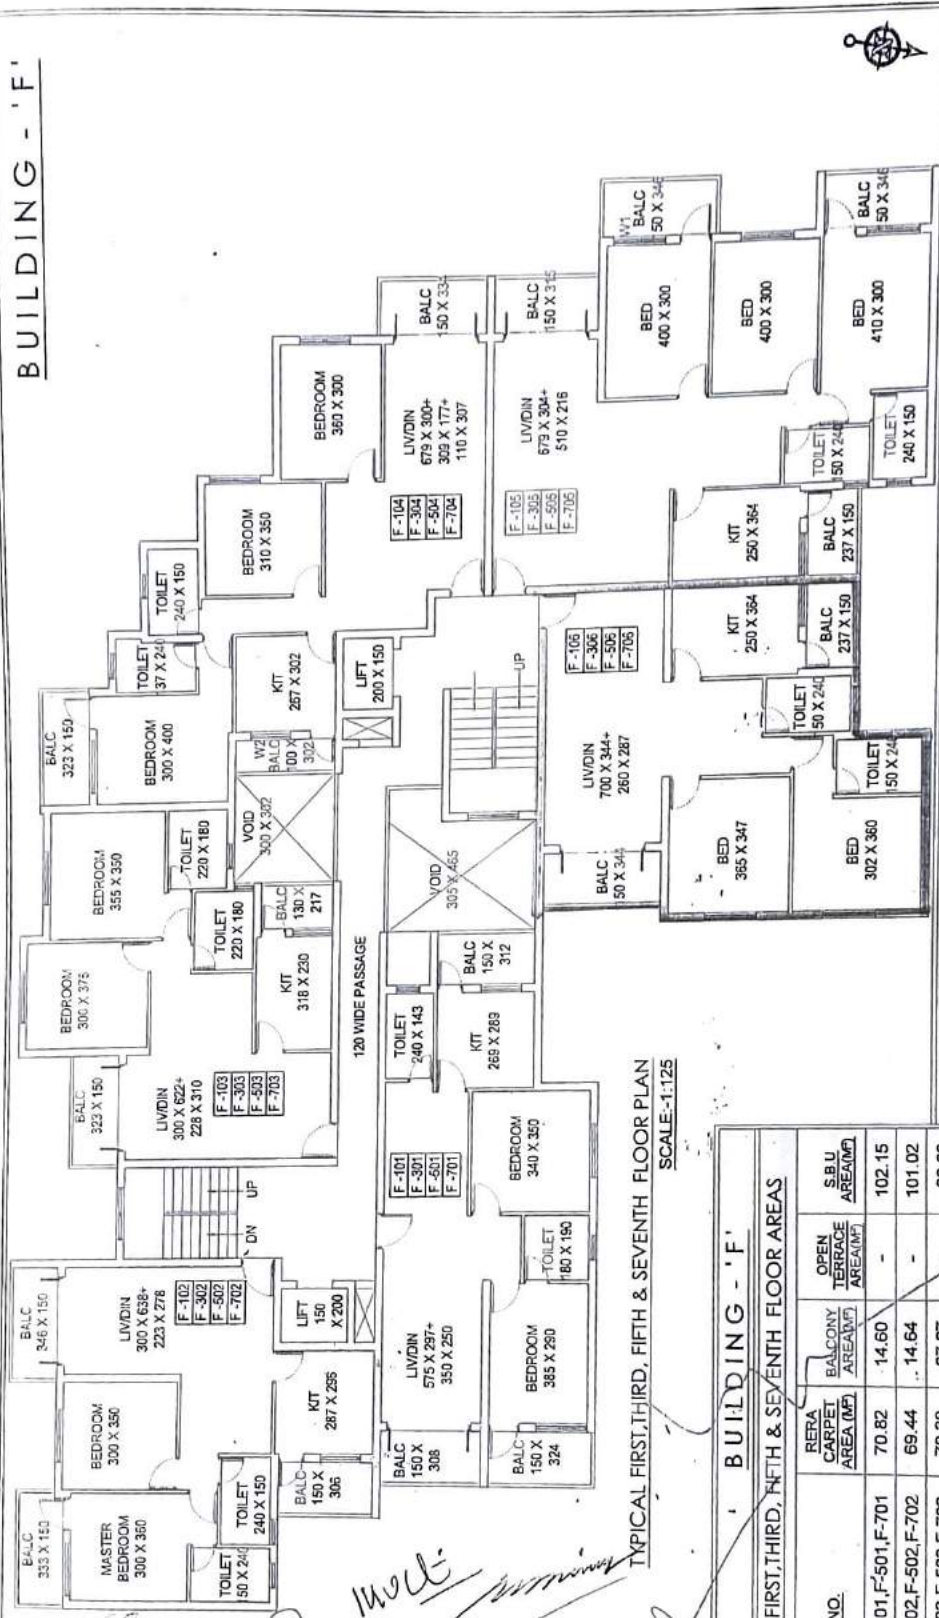 BUILDING - 'F'
BALC
333 X 150
MASTER
BEDROOM
300 X 360
TOILET
240 X 150
TOILET
50 X 240
BEDROOM
300 X 350
BALC
346 X 150
LIV/DIN
300 X 638+
223 X 278
F -102
F -302
F -502
F -702
KIT
287 X 295
BALC
150 X
306
LIFT
150
X 200
DN
UP
BALC
323 X 150
LIV/DIN
300 X 622+
228 X 310
F -103
F -303
F -503
F -703
BEDROOM
300 X 375
BEDROOM
355 X 350
TOILET
220 X 180
TOILET
220 X 180
KIT
318 X 230
BALC
130 X
217
VOID
300 X 302
120 WIDE PASSAGE
BALC
323 X 150
BEDROOM
300 X 400
TOILET
37 X 240
TOILET
240 X 150
W2
BALC
100 X
302
KIT
267 X 302
LIFT
200 X 150
BEDROOM
310 X 350
BEDROOM
360 X 300
LIV/DIN
679 X 300+
309 X 177+
110 X 307
F -104
F -304
F -504
F -704
BALC
150 X 334
BALC
150 X 315
LIV/DIN
679 X 304+
510 X 216
F -105
F -305
F -505
F -705
W1
BALC
50 X 346
BED
400 X 300
BED
400 X 300
BED
410 X 300
BALC
50 X 346
TOILET
50 X 240
TOILET
240 X 150
KIT
250 X 364
BALC
237 X 150
KIT
250 X 364
BALC
237 X 150
UP
F -106
F -306
F -506
F -706
LIV/DIN
700 X 344+
260 X 287
BALC
50 X 344
BED
365 X 347
BED
302 X 360
TOILET
50 X 240
TOILET
150 X 240
VOID
305 X 465
BALC
150 X
312
TOILET
240 X 143
KIT
269 X 289
F -101
F -301
F -501
F -701
BEDROOM
340 X 350
TOILET
180 X 190
LIV/DIN
575 X 297+
350 X 250
BEDROOM
385 X 290
BALC
150 X
308
BALC
150 X
324
TYPICAL FIRST,THIRD, FIFTH & SEVENTH FLOOR PLAN
SCALE:-1:125
BUILDING - 'F'
FIRST,THIRD, FIFTH & SEVENTH FLOOR AREAS
NO.
RERA
CARPET
AREA (M²)
BALCONY
AREA(M²)
OPEN
TERRACE
AREA(M²)
S.B.U
AREA(M²)
01,F-501,F-701 70.82 14.60 - 102.15
02,F-502,F-702 69.44 14.64 - 101.02